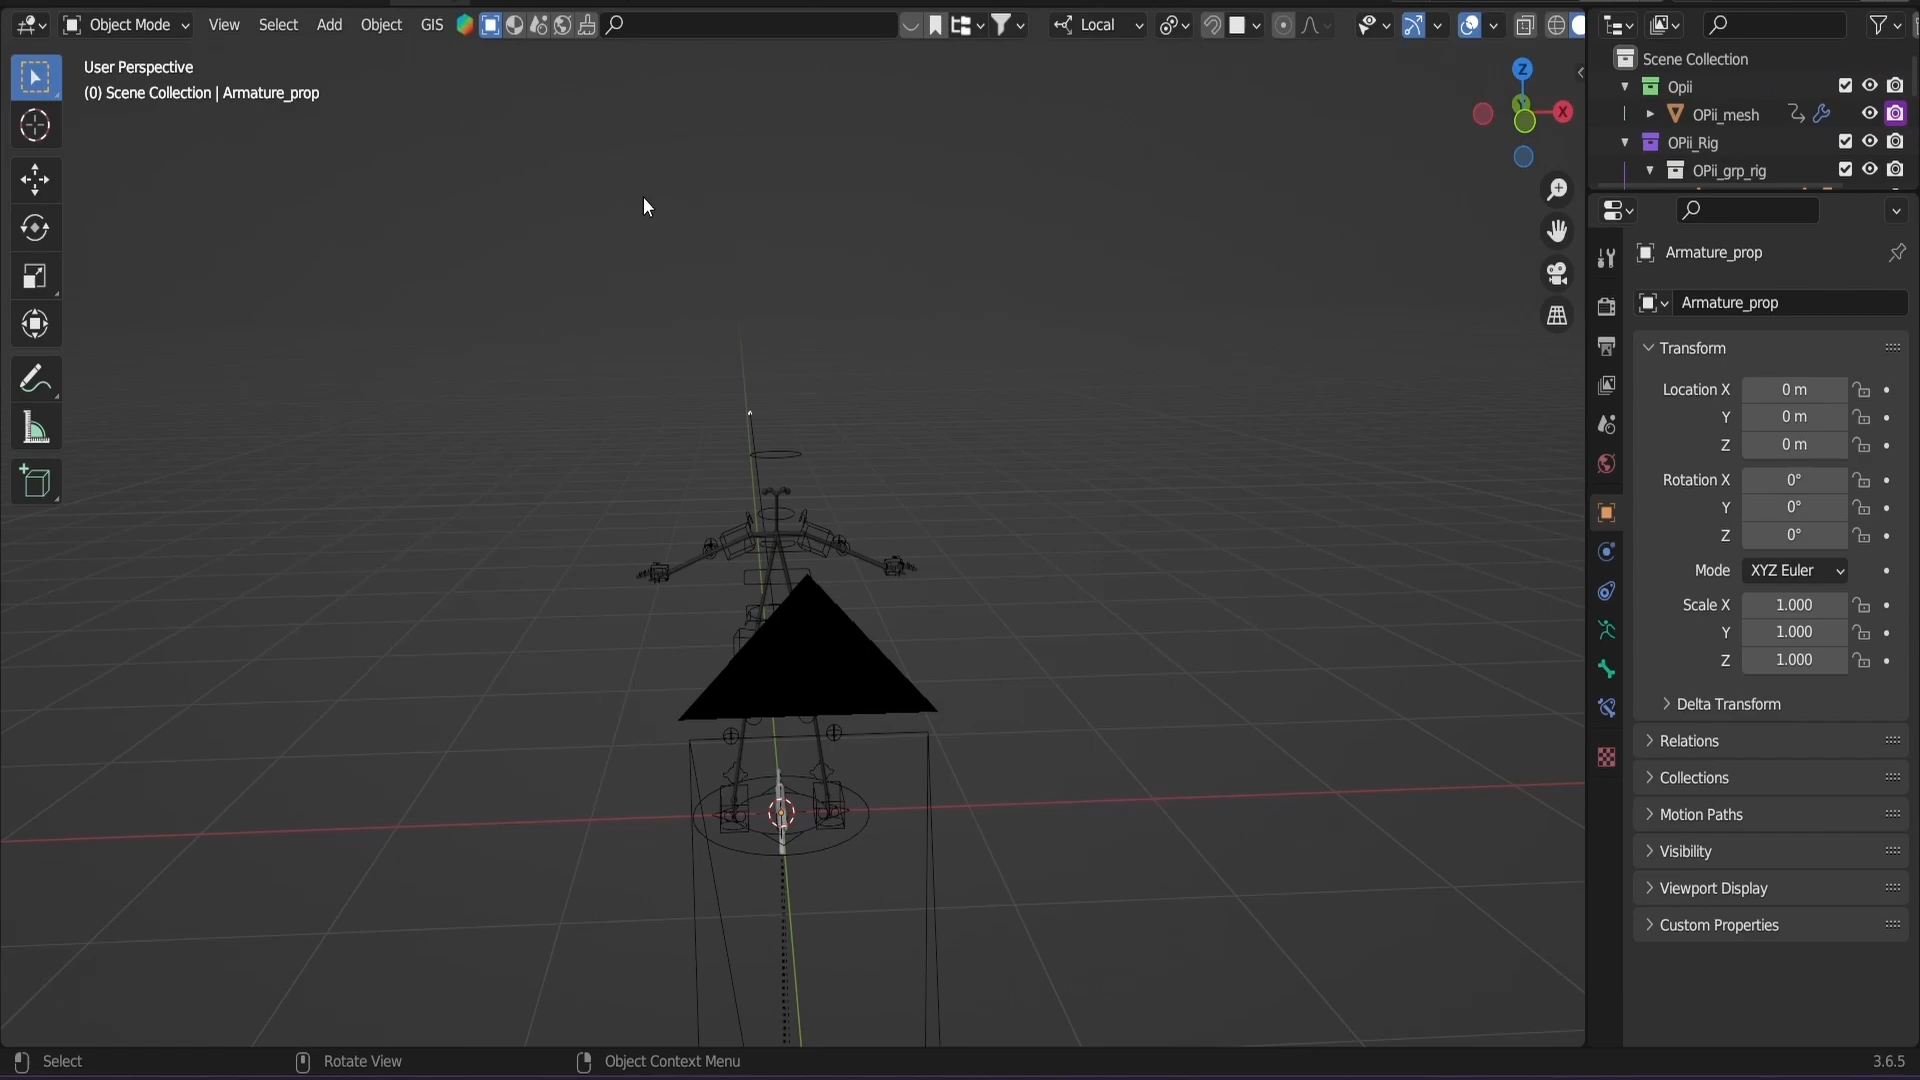 Object Mode View Select Add Object GIS Local
User Perspective
(0) Scene Collection | Armature_prop
Z
Y
X
Scene Collection
Opii
OPii_mesh
OPii_Rig
OPii_grp_rig
Armature_prop
Armature_prop
Transform
Location X 0 m
Y 0 m
Z 0 m
Rotation X 0°
Y 0°
Z 0°
Mode XYZ Euler
Scale X 1.000
Y 1.000
Z 1.000
Delta Transform
Relations
Collections
Motion Paths
Visibility
Viewport Display
Custom Properties
Select Rotate View Object Context Menu 3.6.5